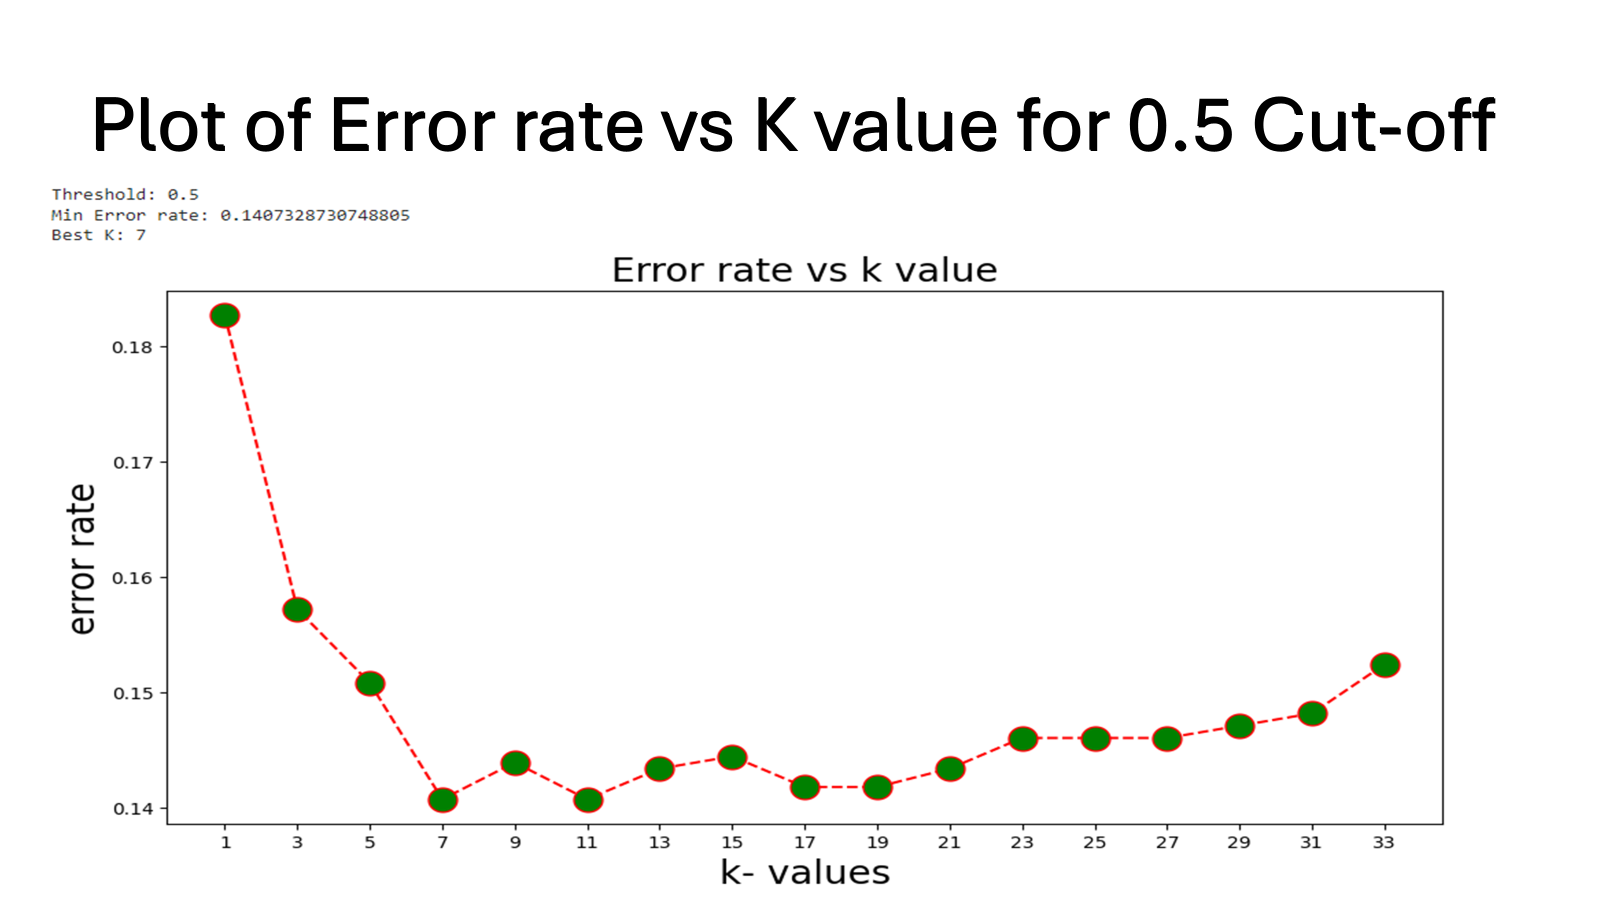 Plot of Error rate vs K value for 0.5 Cut-off
Threshold: 0.5
Min Error rate: 0.1407328730748805
Best K: 7
Error rate vs k value
0.18
0.17
0.16
0.15
0.14
error rate
1 3 5 7 9 11 13 15 17 19 21 23 25 27 29 31 33
k- values